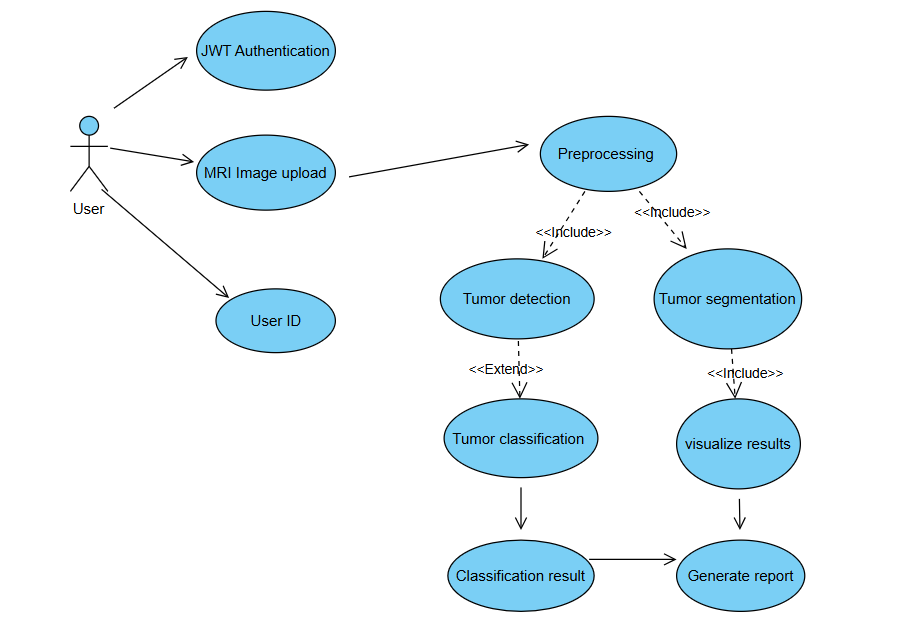 JWT Authentication
User
MRI Image upload
User ID
Preprocessing
<<Include>>
<<Include>>
Tumor detection
Tumor segmentation
<<Extend>>
<<Include>>
Tumor classification
visualize results
Classification result
Generate report